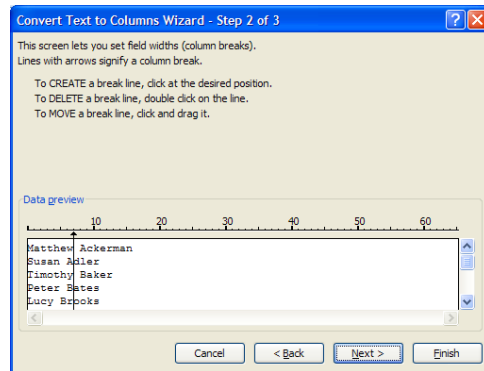 Convert Text to Columns Wizard - Step 2 of 3
This screen lets you set field widths (column breaks).
Lines with arrows signify a column break.
To CREATE a break line, click at the desired position.
To DELETE a break line, double click on the line.
To MOVE a break line, click and drag it.
Data preview
10 20 30 40 50 60
Matthew Ackerman
Susan Adler
Timothy Baker
Peter Bates
Lucy Brooks
Cancel < Back Next > Finish